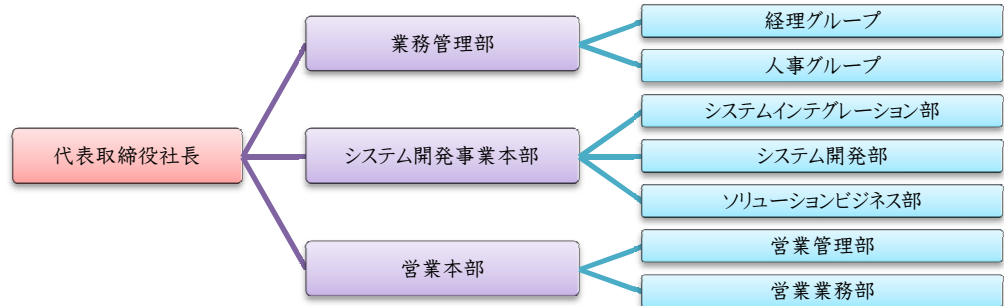 代表取締役社長
業務管理部
経理グループ
人事グループ
システム開発事業本部
システムインテグレーション部
システム開発部
ソリューションビジネス部
営業本部
営業管理部
営業業務部